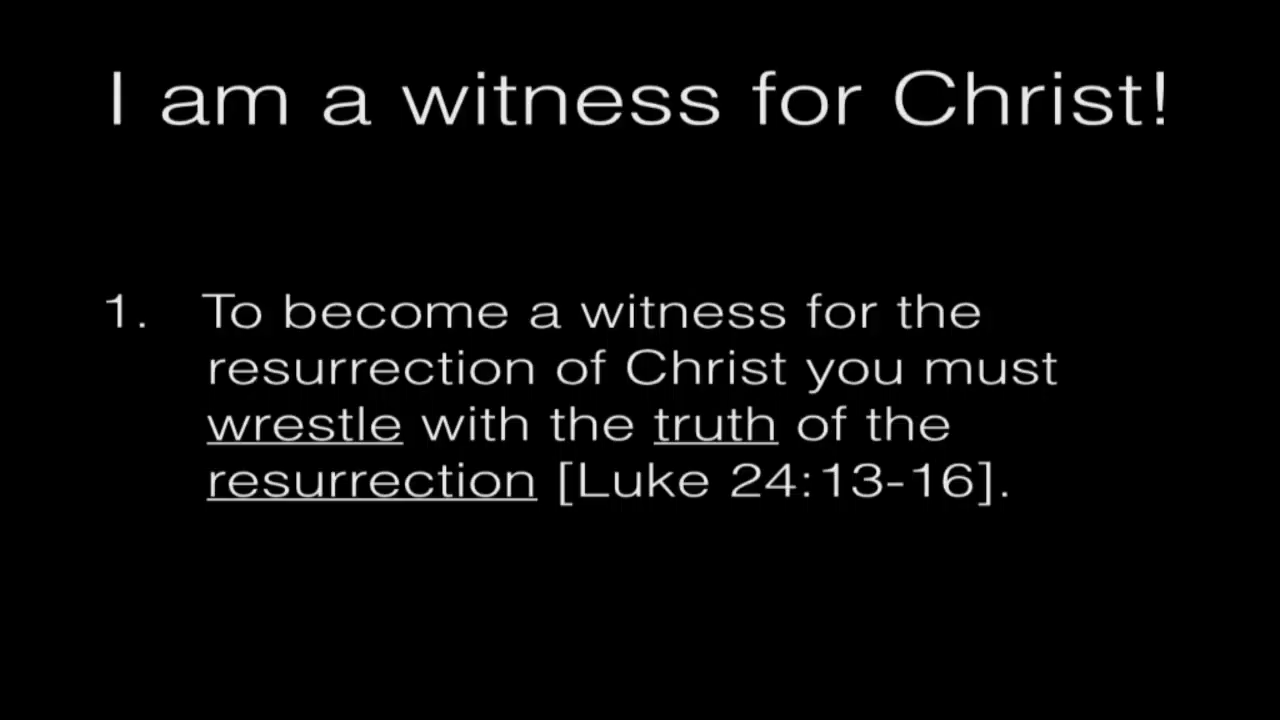 I am a witness for Christ!
1. To become a witness for the
resurrection of Christ you must
wrestle with the truth of the
resurrection [Luke 24:13-16].